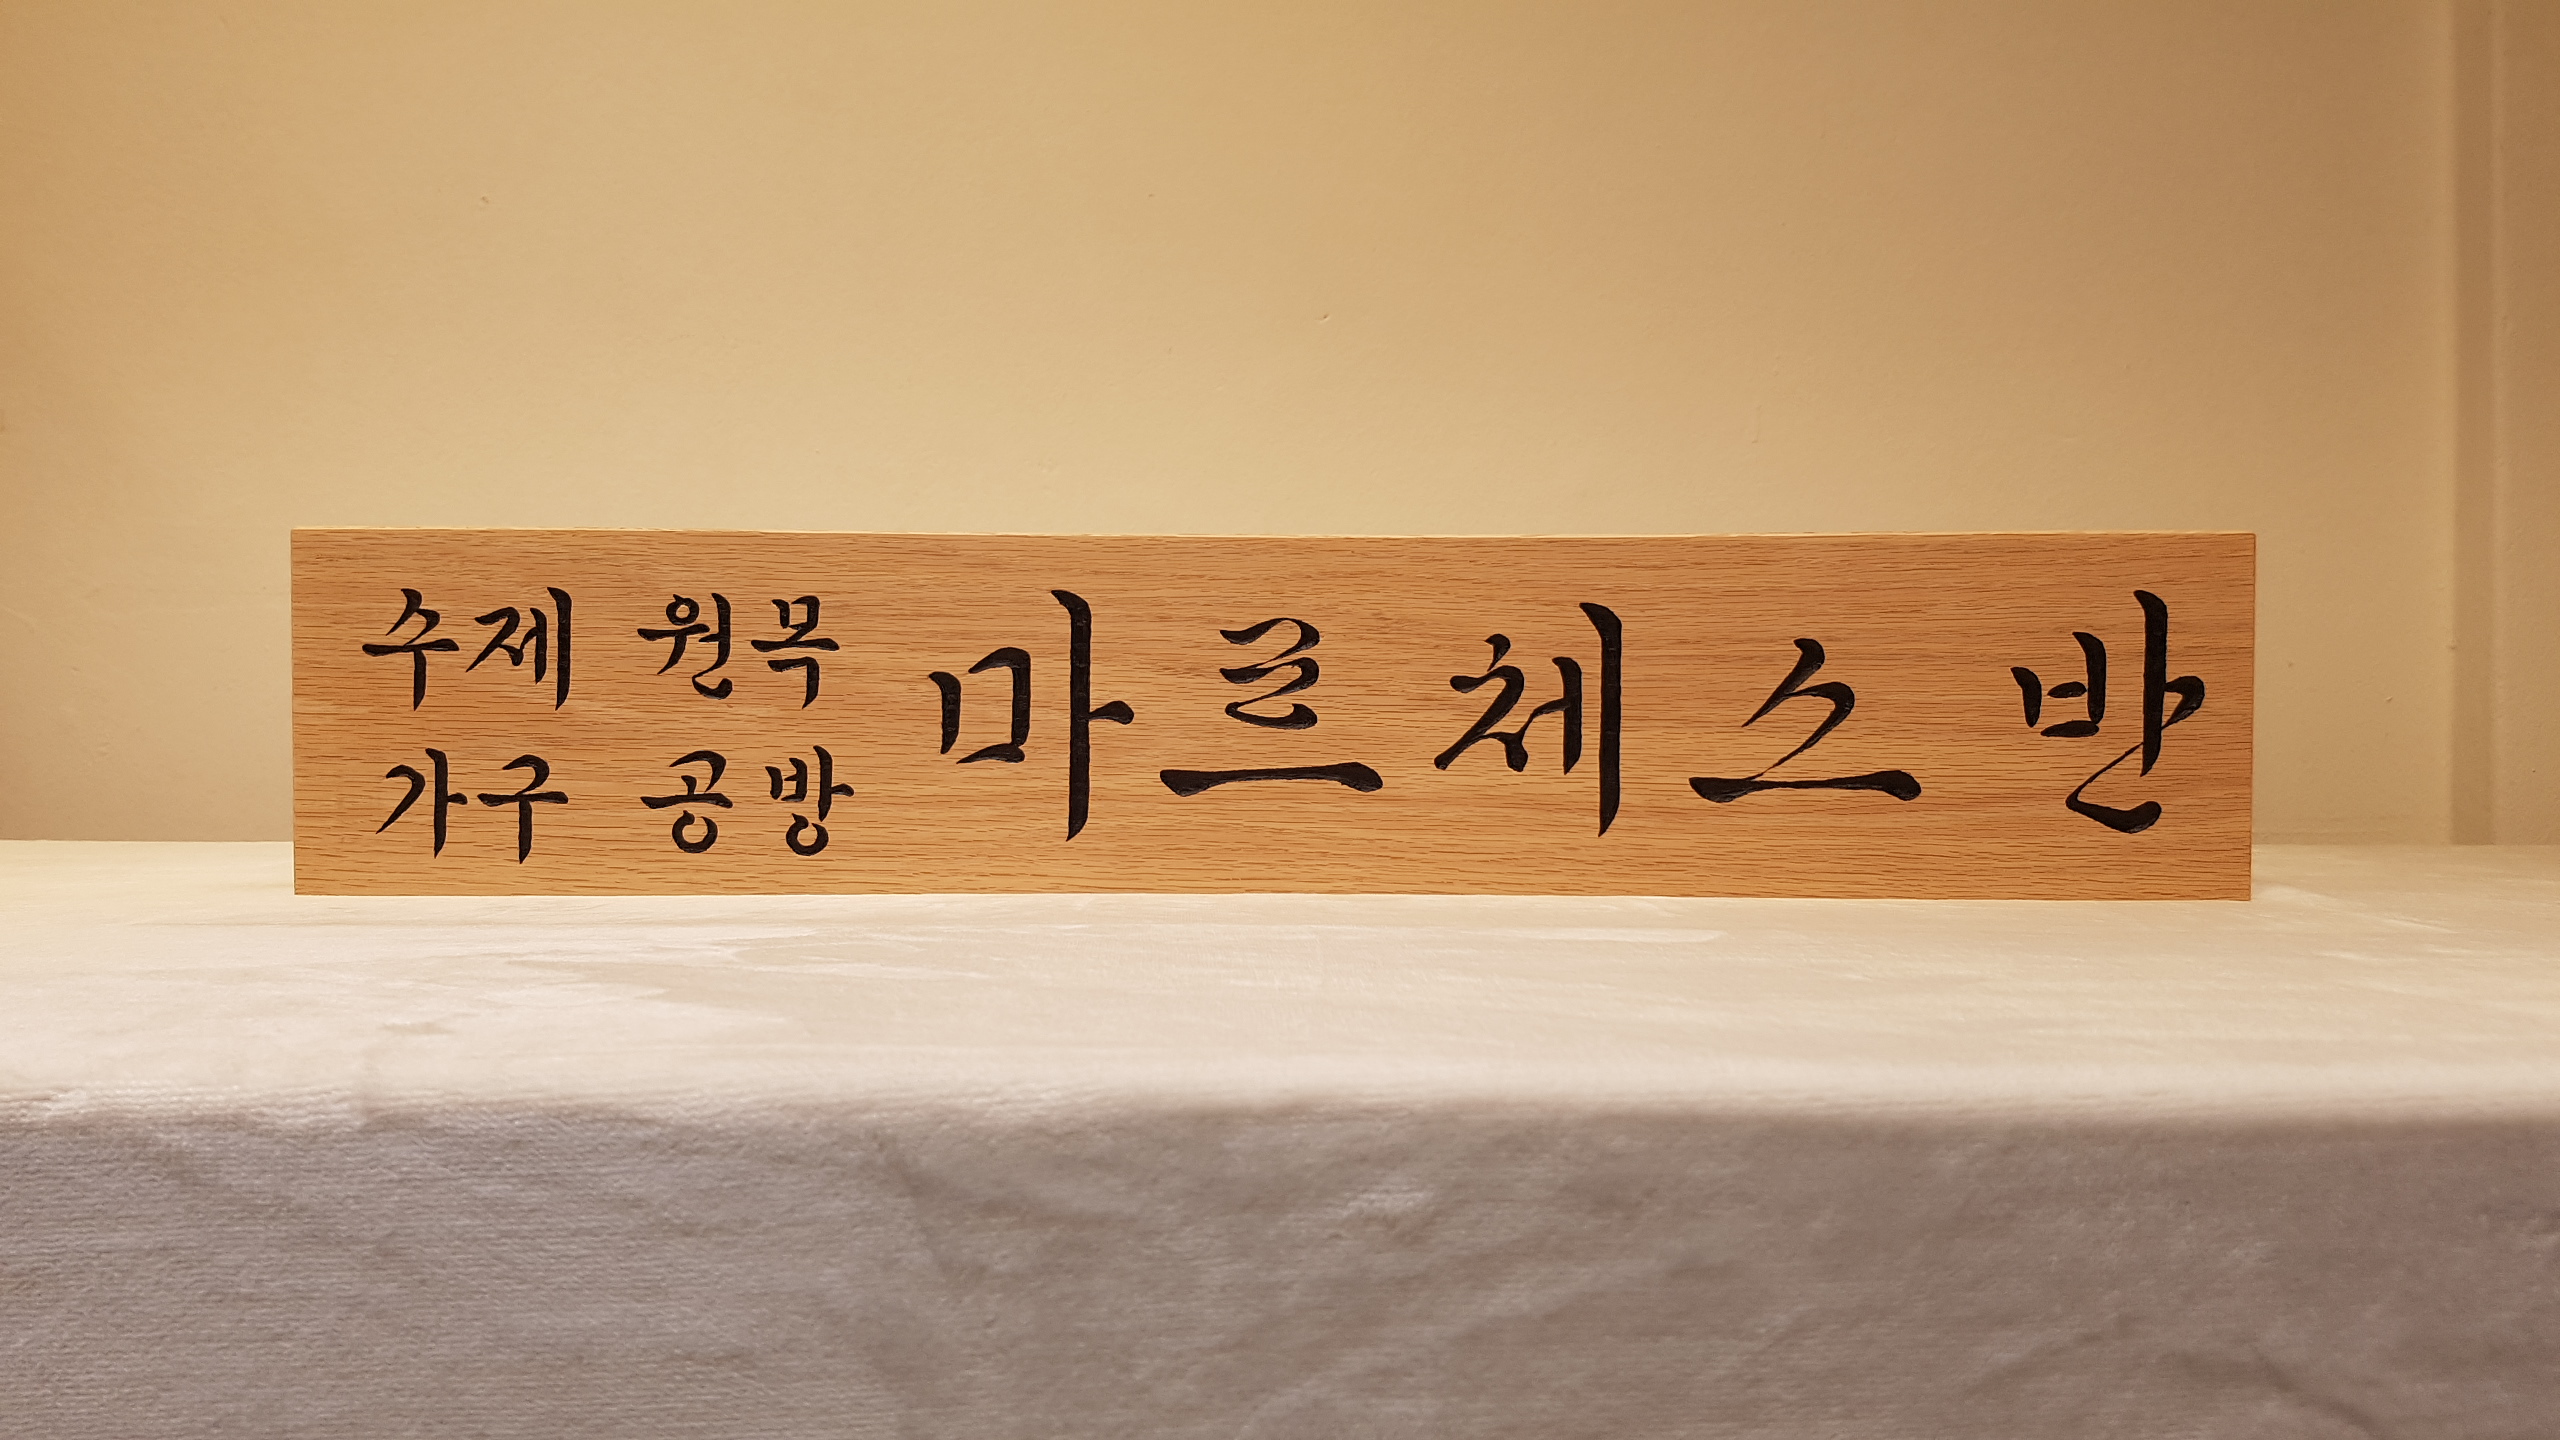 수제 원목
가구 공방
마르체스반